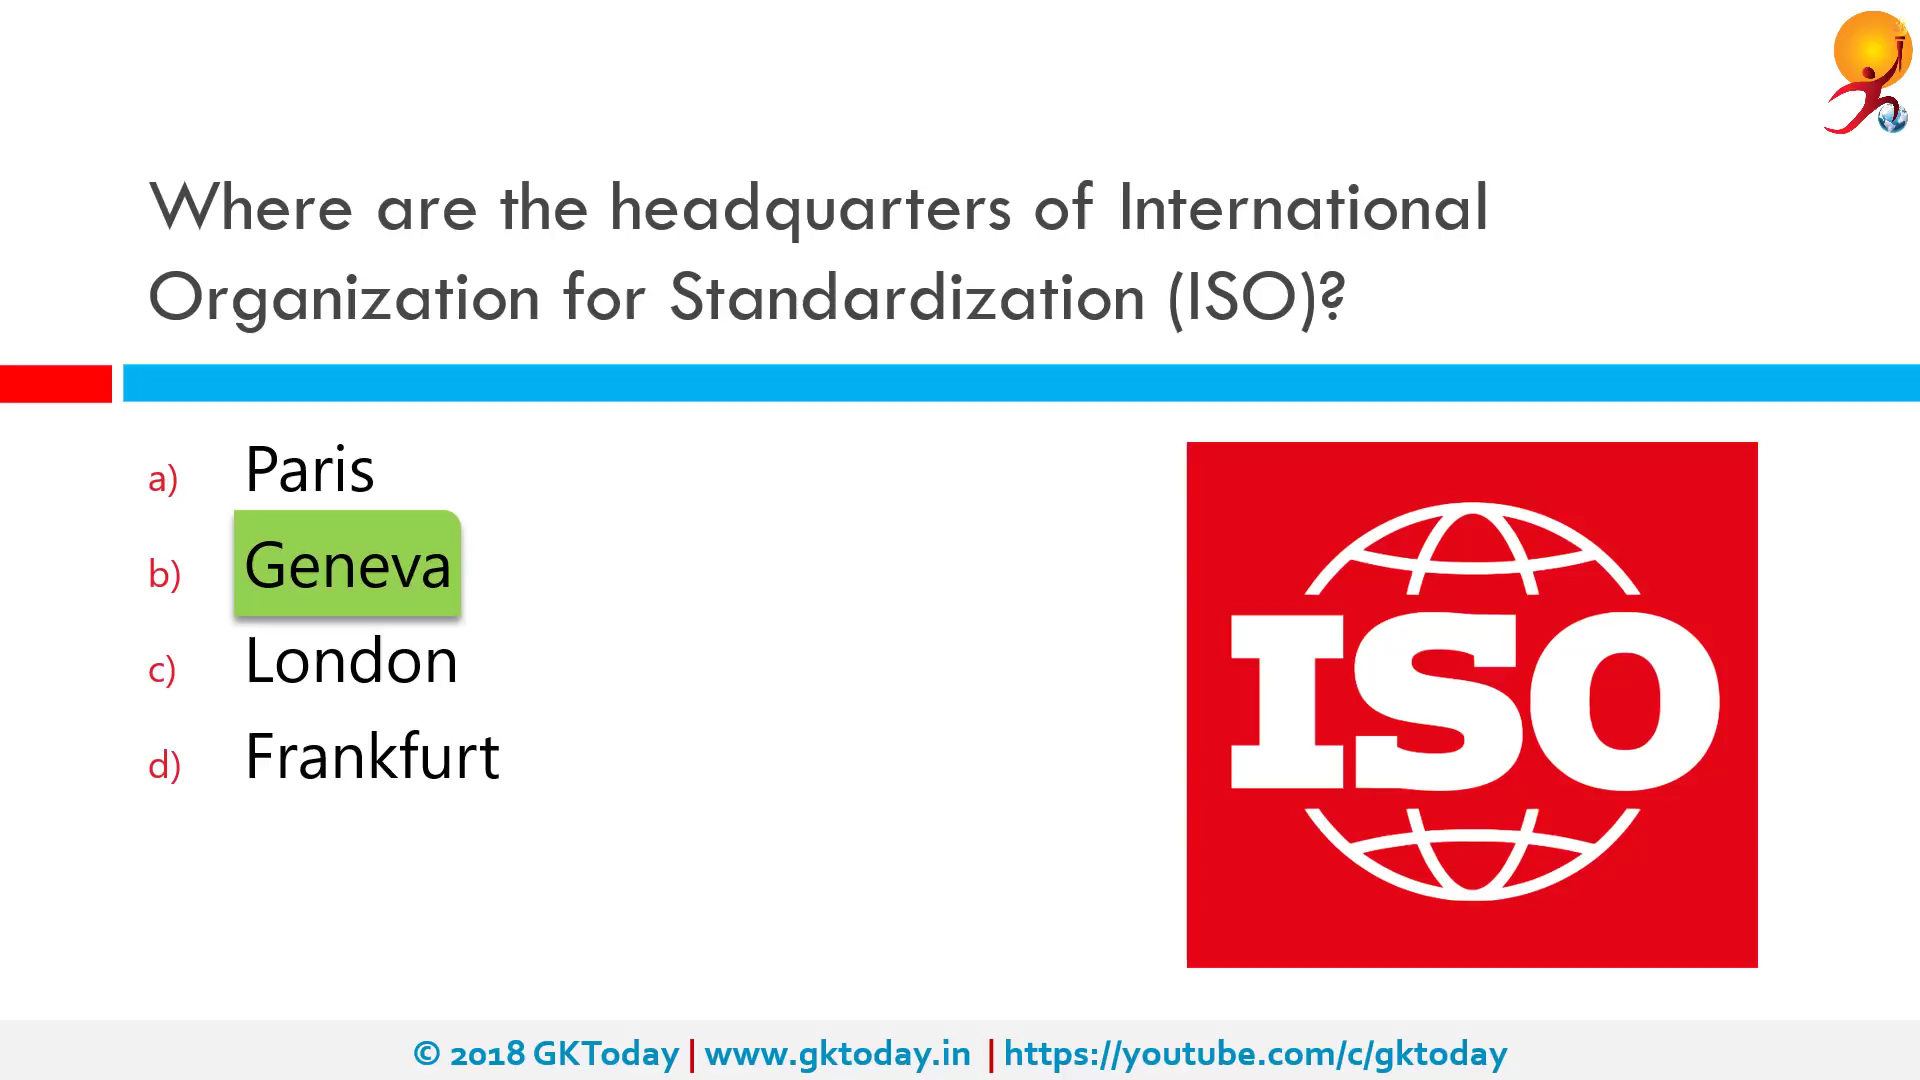 Where are the headquarters of International
Organization for Standardization (ISO)?
a) Paris
b) Geneva
c) London
d) Frankfurt
ISO
© 2018 GKToday | www.gktoday.in | https://youtube.com/c/gktoday